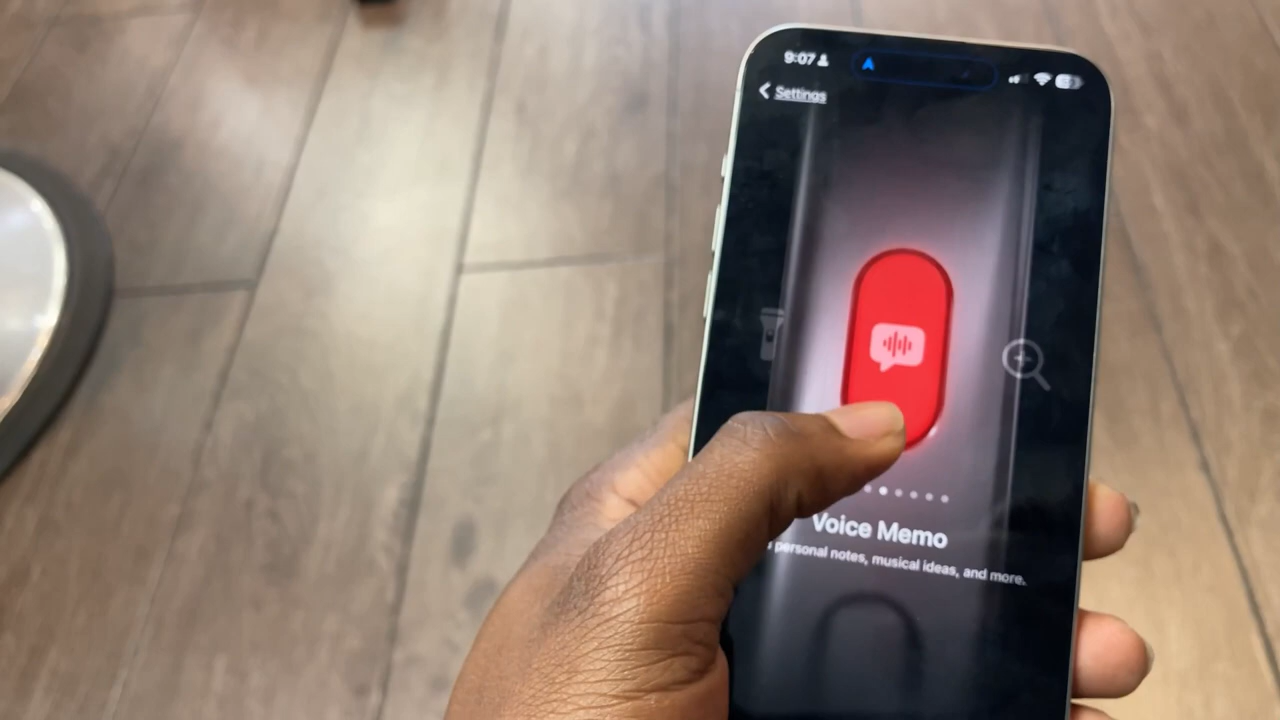 9:07
Settings
Voice Memo
personal notes, musical ideas, and more.